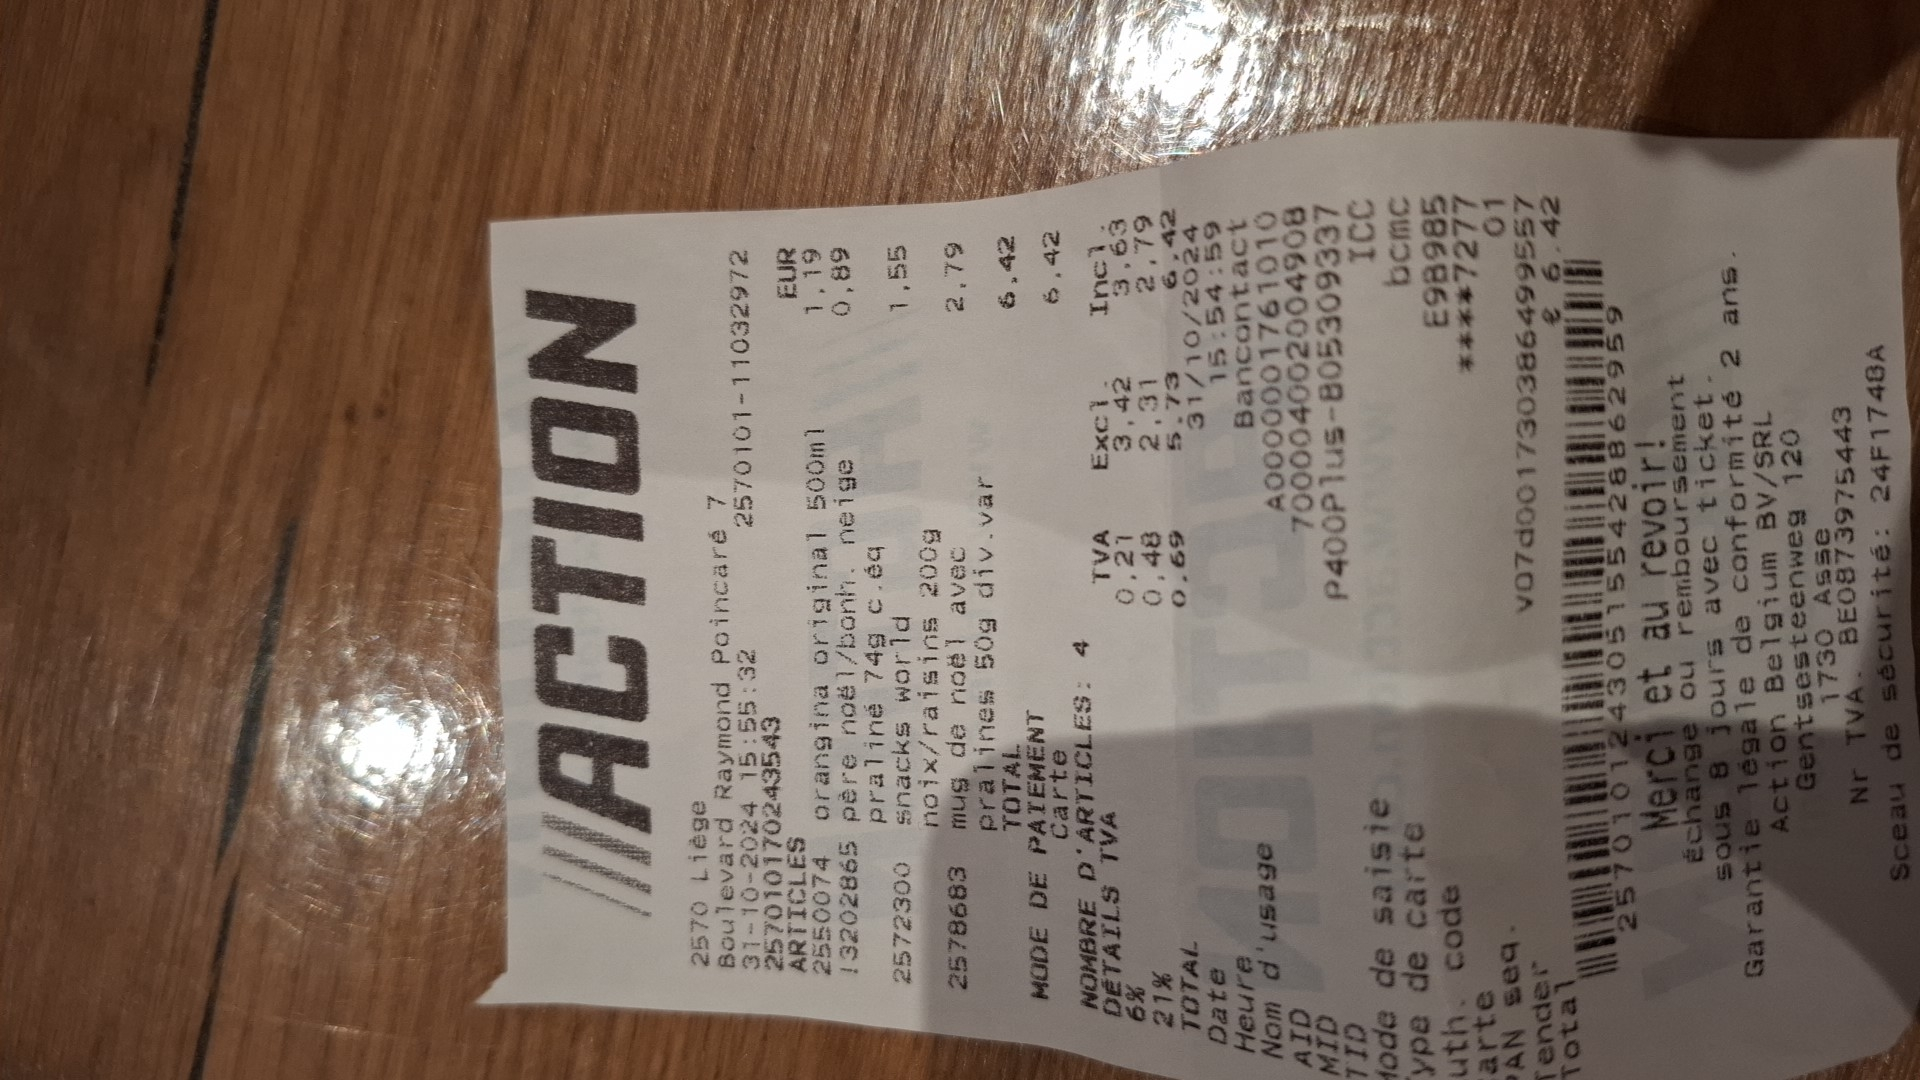 ACTION
2570 Liège
Boulevard Raymond Poincaré 7
31-10-2024 15:55:32 2570101-11032972
257010170243543
ARTICLES EUR
2550074 orangina original 500ml 1,19
!3202865 père noël/bonh. neige 0,89
praliné 74g c.éq
2572300 snacks world 1,55
noix/raisins 200g
2578683 mug de noël avec 2,79
pralines 50g div.var
TOTAL 6,42
MODE DE PAIEMENT
Carte 6,42
NOMBRE D'ARTICLES: 4
DÉTAILS TVA TVA Excl. Incl.
6% 0,21 3,42 3,63
21% 0,48 2,31 2,79
TOTAL 0,69 5,73 6,42
Date 31/10/2024
Heure 15:54:59
Nom d'usage Bancontact
AID A0000001761010
MID 700004002004908
TID P400Plus-805309337
Mode de saisie ICC
Type de carte bcmc
uth. code E9B985
arte ****7277
PAN seq. 01
Tender V07d001730386499557
Total € 6,42
2570101243051554288862959
Merci et au revoir!
Échange ou remboursement
sous 8 jours avec ticket.
Garantie légale de conformité 2 ans.
Action Belgium BV/SRL
Gentsesteenweg 120
1730 Asse
Nr TVA. BE0873975443
Sceau de sécurité: 24F1748A